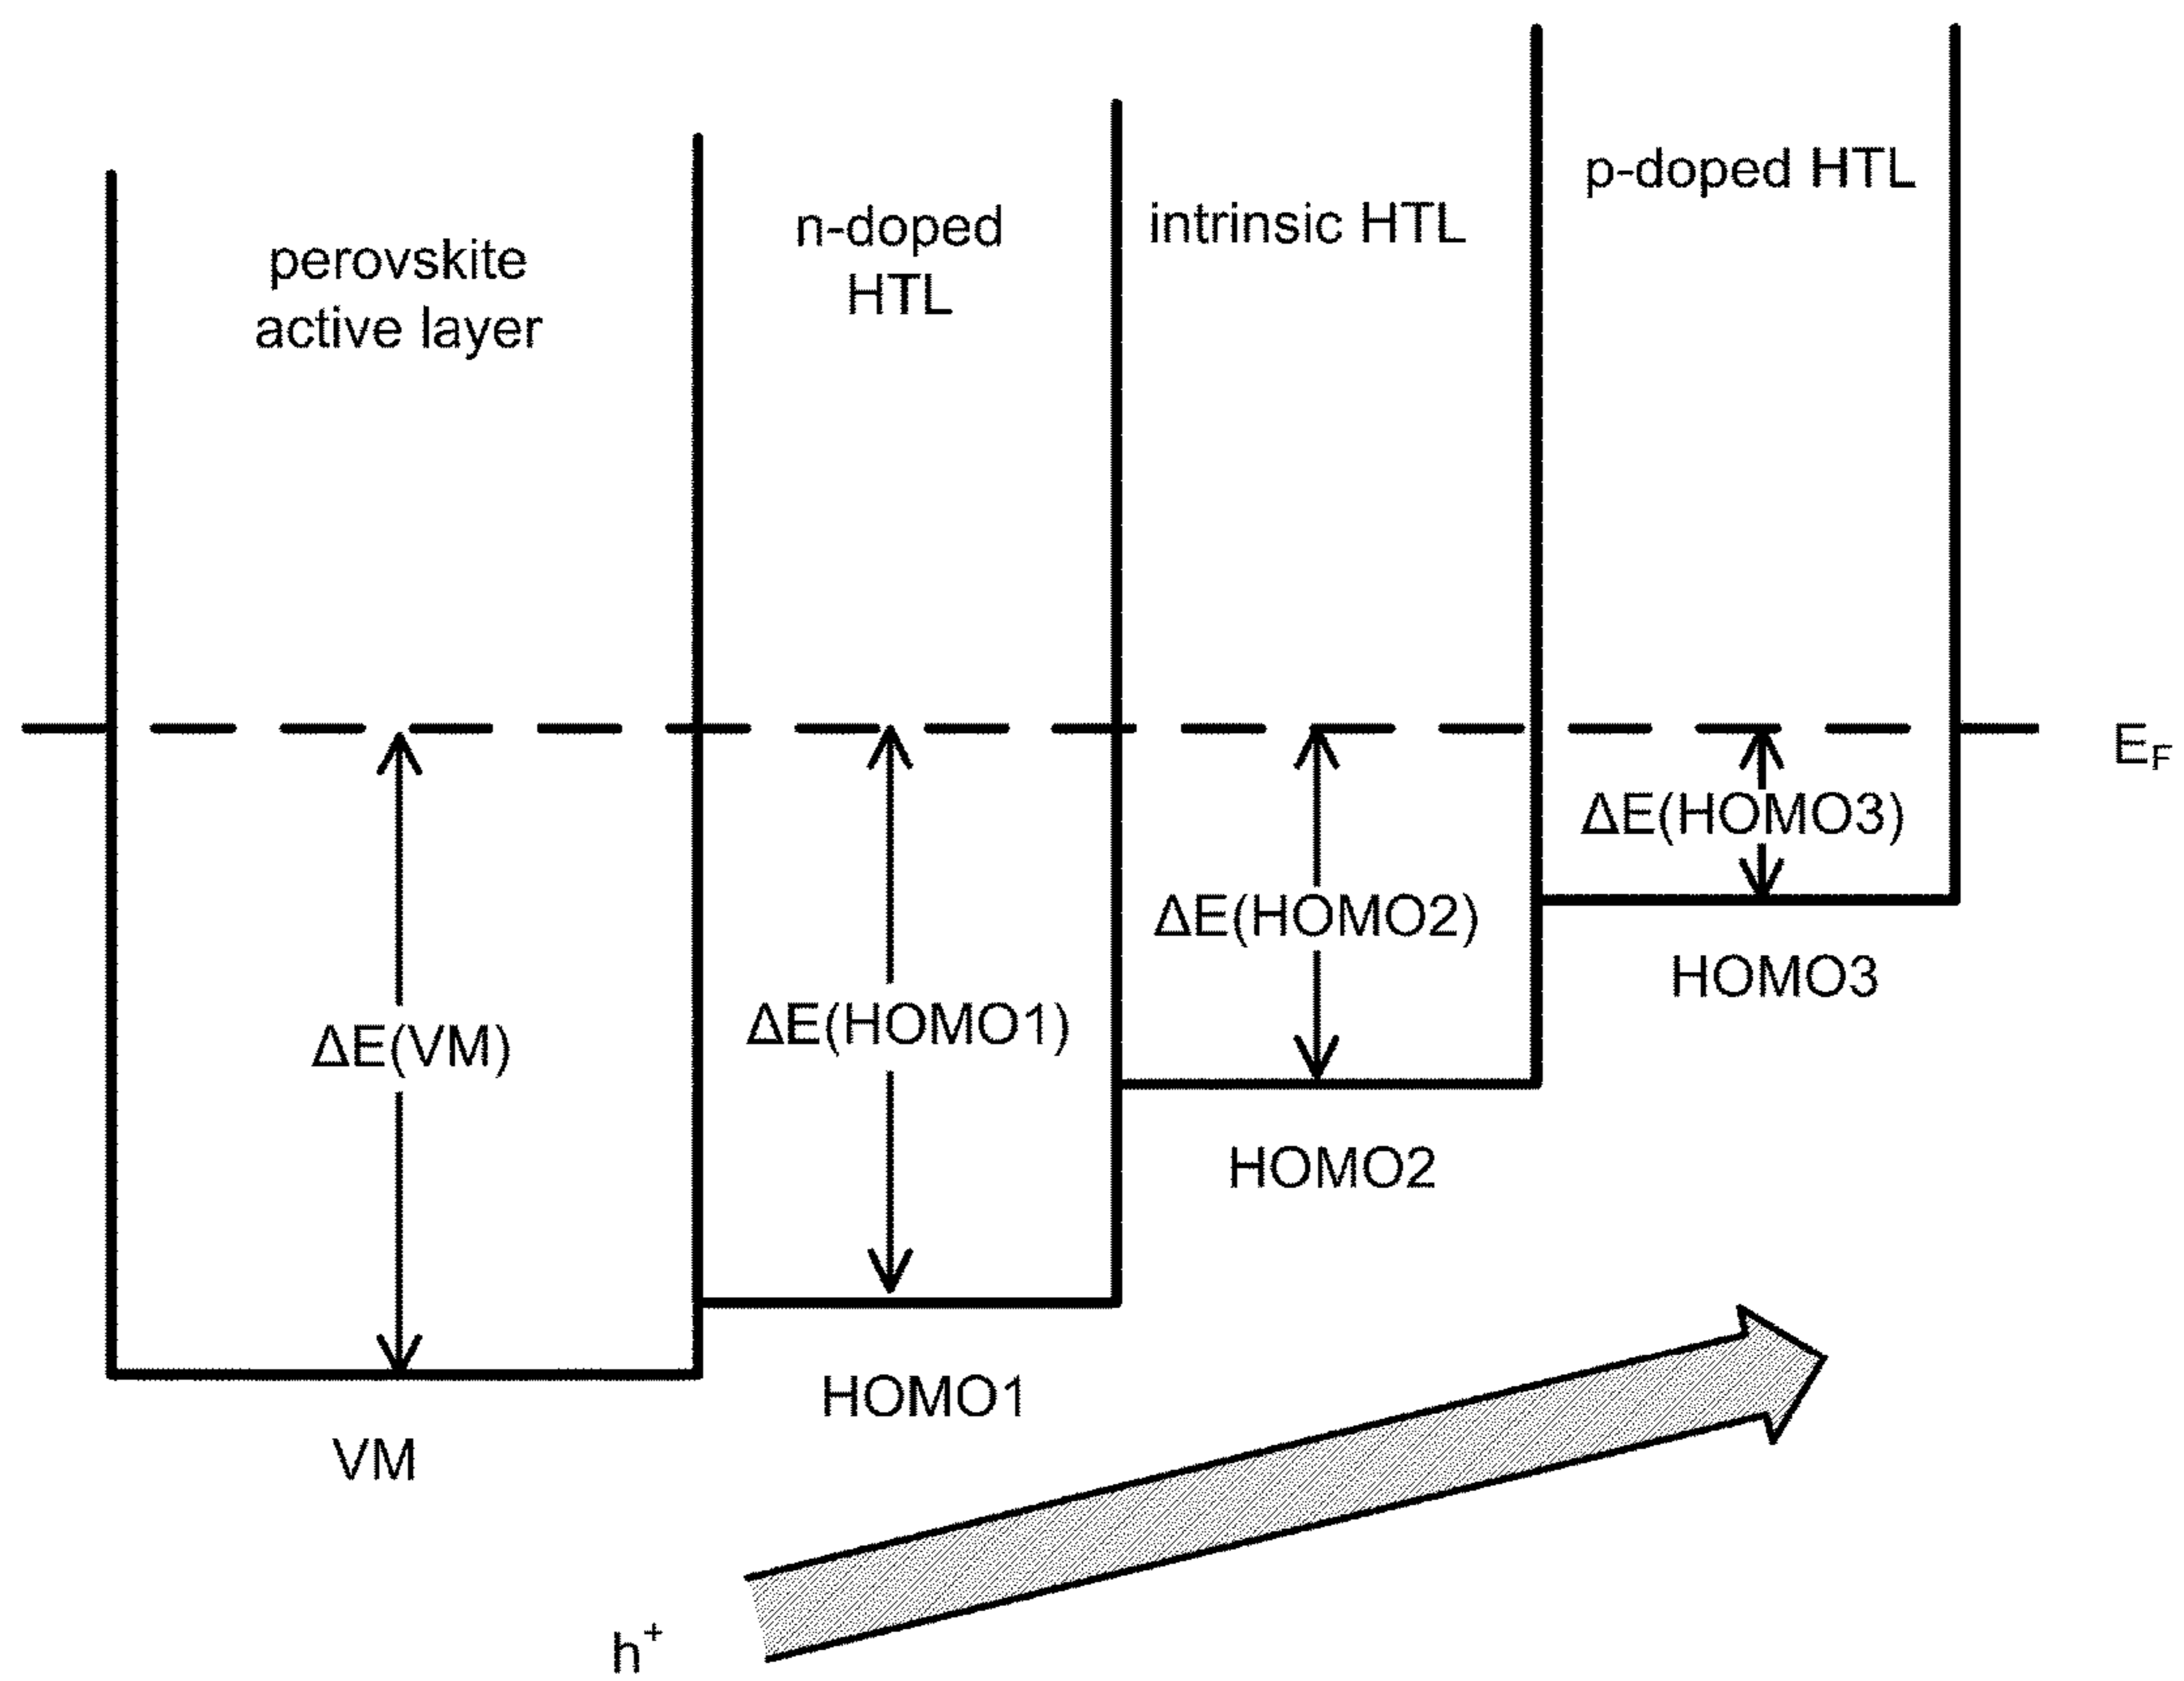 perovskite
active layer
n-doped
HTL
intrinsic HTL
p-doped HTL
E_F
ΔE(VM)
ΔE(HOMO1)
ΔE(HOMO2)
ΔE(HOMO3)
VM
HOMO1
HOMO2
HOMO3
h⁺